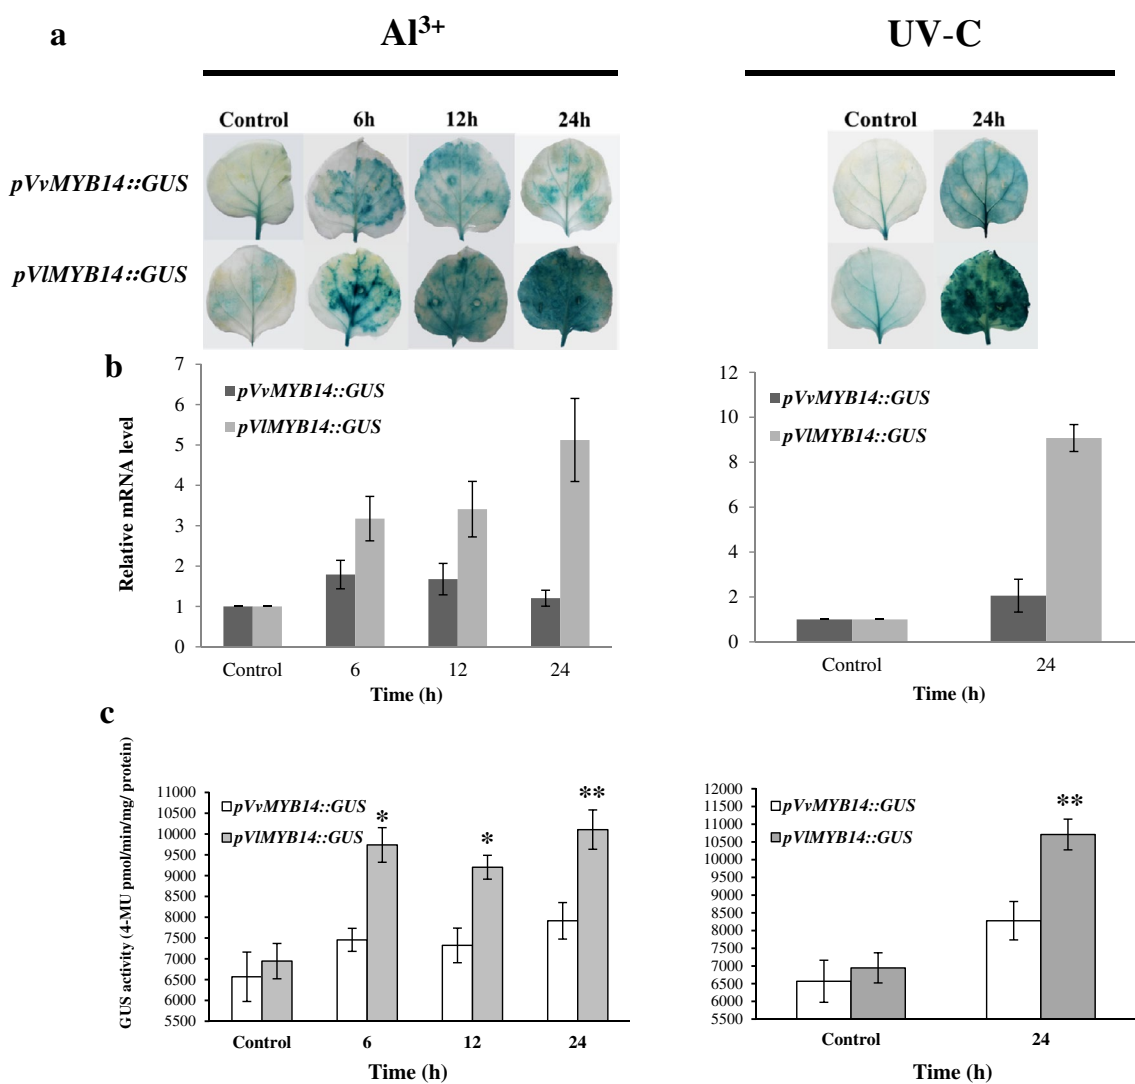 a
Al³⁺
UV-C
Control 6h 12h 24h
Control 24h
pVvMYB14::GUS
pVlMYB14::GUS
b
7
6
5
4
3
2
1
0
Relative mRNA level
pVvMYB14::GUS
pVlMYB14::GUS
Control 6 12 24
Time (h)
12
10
8
6
4
2
0
pVvMYB14::GUS
pVlMYB14::GUS
Control 24
Time (h)
c
GUS activity (4-MU pmol/min/mg/ protein)
11000
10500
10000
9500
9000
8500
8000
7500
7000
6500
6000
5500
pVvMYB14::GUS
pVlMYB14::GUS
* * **
Control 6 12 24
Time (h)
12000
11500
11000
10500
10000
9500
9000
8500
8000
7500
7000
6500
6000
5500
pVvMYB14::GUS
pVlMYB14::GUS
**
Control 24
Time (h)